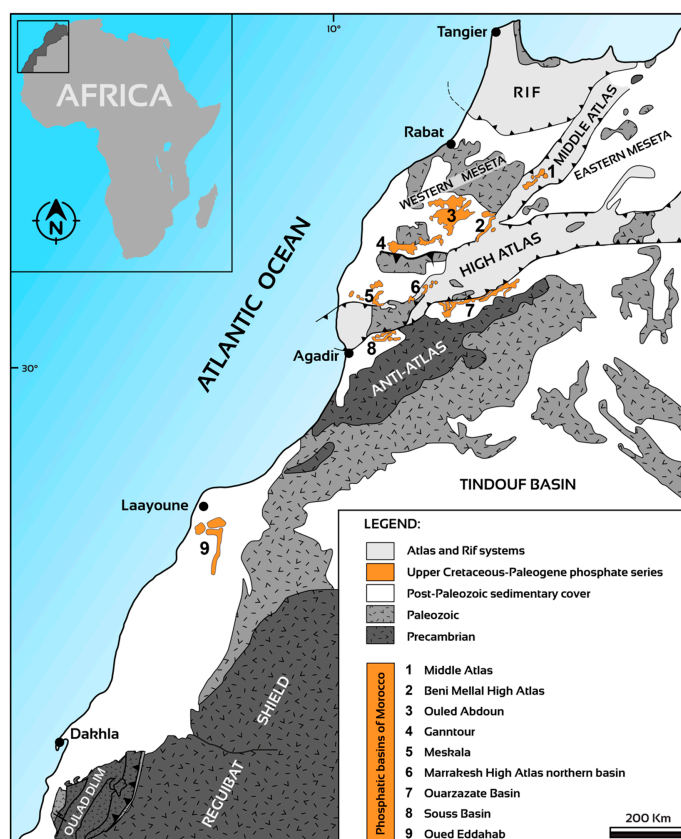 10°
Tangier
AFRICA
RIF
MIDDLE ATLAS
Rabat
EASTERN MESETA
WESTERN MESETA
1
N
3
2
4
HIGH ATLAS
ATLANTIC OCEAN
6
5
7
8
Agadir
ANTI-ATLAS
30°
TINDOUF BASIN
Laayoune
9
SHIELD
Dakhla
REGUIBAT
OULAD DLIM
LEGEND:
Atlas and Rif systems
Upper Cretaceous-Paleogene phosphate series
Post-Paleozoic sedimentary cover
Paleozoic
Precambrian
Phosphatic basins of Morocco
1 Middle Atlas
2 Beni Mellal High Atlas
3 Ouled Abdoun
4 Ganntour
5 Meskala
6 Marrakesh High Atlas northern basin
7 Ouarzazate Basin
8 Souss Basin
9 Oued Eddahab
200 Km